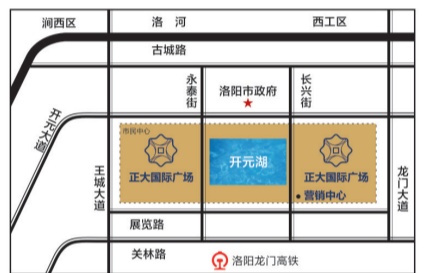 涧西区
洛河
西工区
古城路
永泰街
洛阳市政府
长兴街
开元大道
市民中心
正大国际广场
开元湖
正大国际广场
营销中心
王城大道
龙门大道
展览路
关林路
洛阳龙门高铁